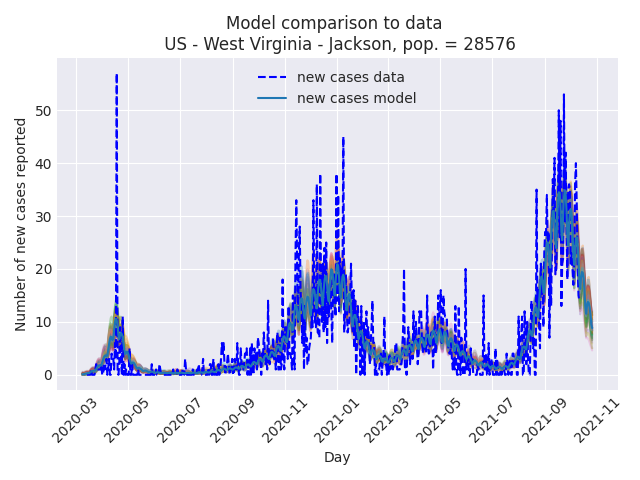 Model comparison to data
US - West Virginia - Jackson, pop. = 28576
new cases data
new cases model
Number of new cases reported
50
40
30
20
10
0
2020-03
2020-05
2020-07
2020-09
2020-11
2021-01
2021-03
2021-05
2021-07
2021-09
2021-11
Day